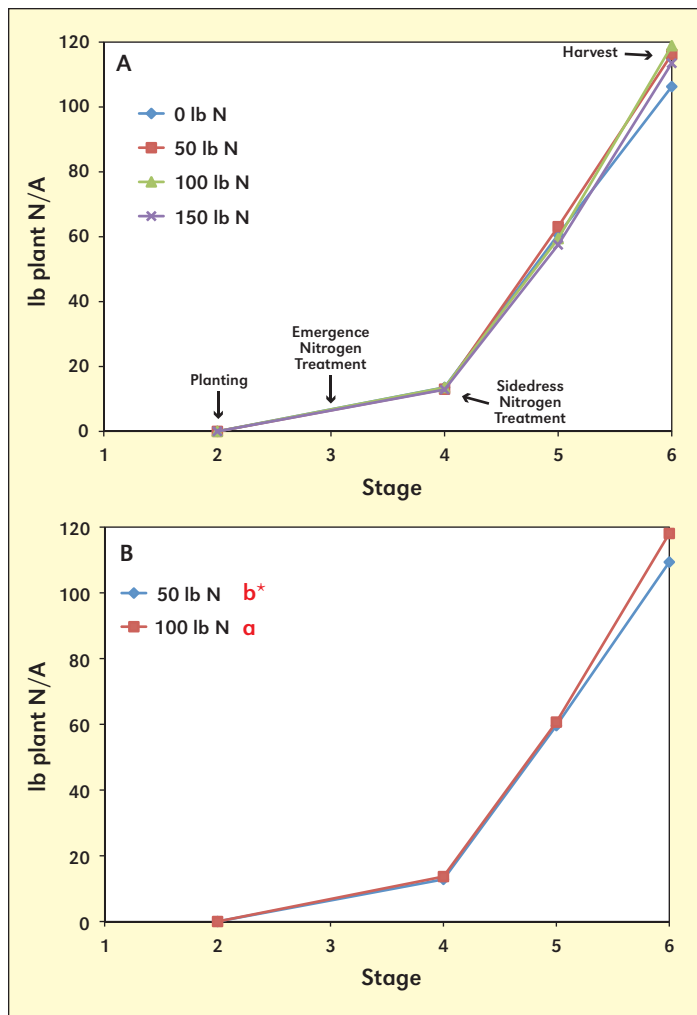 A
120
100
80
60
40
20
0
lb plant N/A
0 lb N
50 lb N
100 lb N
150 lb N
Harvest
Emergence
Nitrogen
Treatment
Planting
Sidedress
Nitrogen
Treatment
1 2 3 4 5 6
Stage
B
120
100
80
60
40
20
0
lb plant N/A
50 lb N b*
100 lb N a
1 2 3 4 5 6
Stage